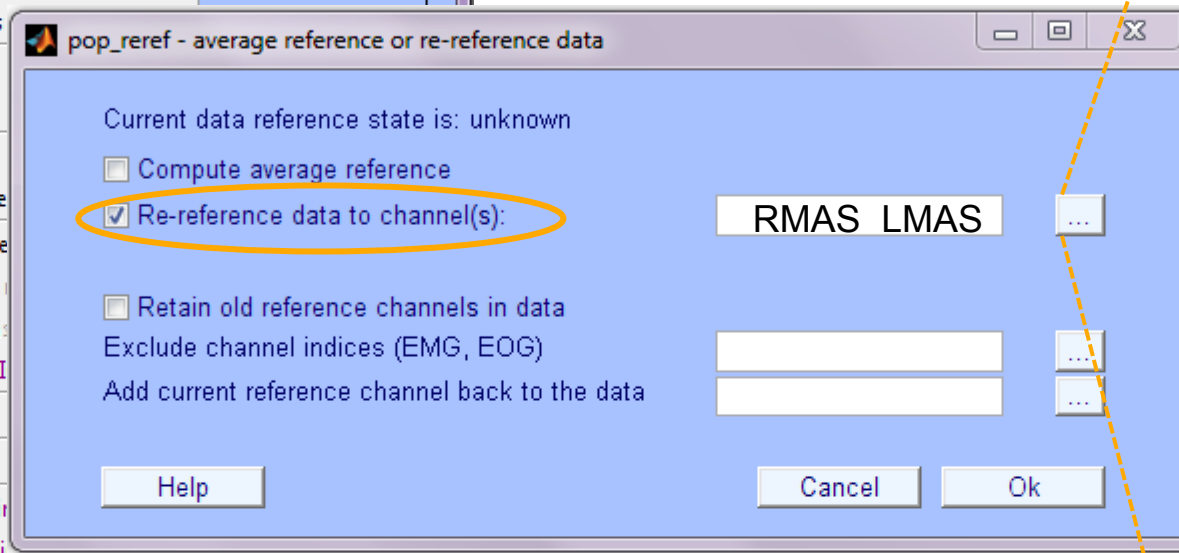 pop_reref - average reference or re-reference data
Current data reference state is: unknown
Compute average reference
Re-reference data to channel(s): RMAS LMAS ...
Retain old reference channels in data
Exclude channel indices (EMG, EOG) ...
Add current reference channel back to the data ...
Help Cancel Ok